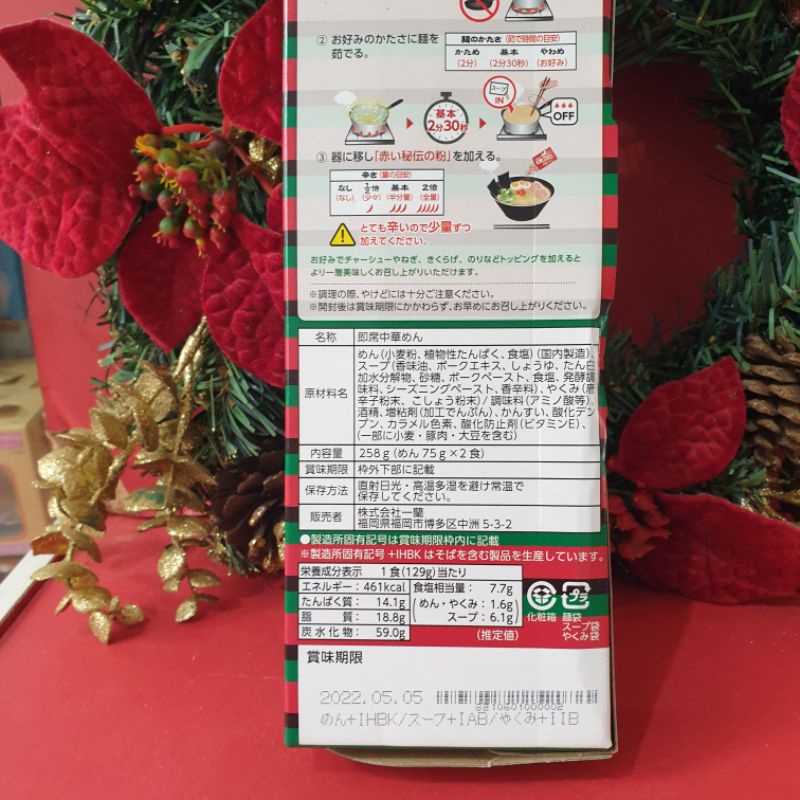 ② お好みのかたさに麺を
茹でる。
麺のかたさ(茹で時間の目安)
かため 基本 やわめ
(2分) (2分30秒) (お好み)
基本
2分30秒
スープ
IN
OFF
③ 器に移し「赤い秘伝の粉」を加える。
辛さ(量の目安)
なし 1/2倍 基本 2倍
(なし) (少々) (半分量) (全量)
とても辛いので少量ずつ
加えてください。
お好みでチャーシューやねぎ、きくらげ、のりなどトッピングを加えると
より一層美味しくお召し上がりいただけます。
※調理の際、やけどには十分ご注意ください。
※開封後は賞味期限にかかわらず、お早めにお召し上がりください。
名称 即席中華めん
原材料名
めん(小麦粉、植物性たんぱく、食塩)(国内製造)、
スープ(香味油、ポークエキス、しょうゆ、たん白
加水分解物、砂糖、ポークペースト、食塩、発酵調
味料、シーズニングペースト、香辛料)、やくみ(唐
辛子粉末、こしょう粉末)/調味料(アミノ酸等)、
酒精、増粘剤(加工でんぷん)、かんすい、酸化デン
プン、カラメル色素、酸化防止剤(ビタミンE)、
(一部に小麦・豚肉・大豆を含む)
内容量 258g(めん75g×2食)
賞味期限 枠外下部に記載
保存方法 直射日光・高温多湿を避け常温で
保存してください。
販売者 株式会社一蘭
福岡県福岡市博多区中洲5-3-2
●製造所固有記号は賞味期限枠内に記載
※製造所固有記号+IHBKはそばを含む製品を生産しています。
栄養成分表示 1食(129g)当たり
エネルギー:461kcal 食塩相当量: 7.7g
たんぱく質: 14.1g (めん・やくみ:1.6g)
脂質: 18.8g スープ:6.1g
炭水化物: 59.0g (推定値)
プラ
化粧箱 麺袋
スープ袋
やくみ袋
賞味期限
2022.05.05
めん+IHBK/スープ+IAB/やくみ+IIB